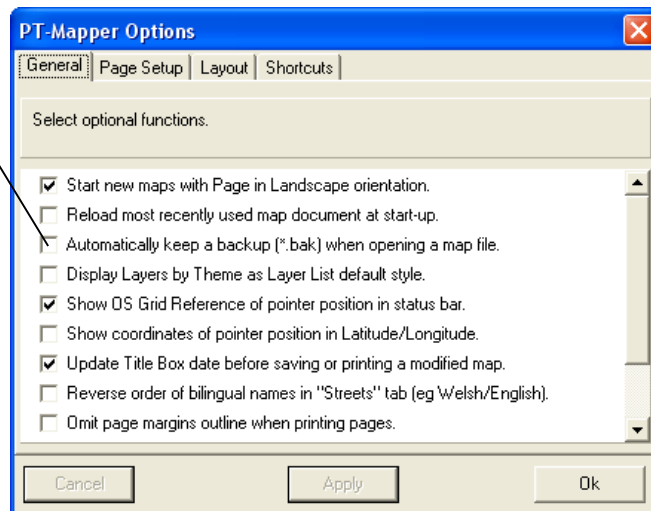 PT-Mapper Options
General Page Setup Layout Shortcuts
Select optional functions.
Start new maps with Page in Landscape orientation.
Reload most recently used map document at start-up.
Automatically keep a backup (*.bak) when opening a map file.
Display Layers by Theme as Layer List default style.
Show OS Grid Reference of pointer position in status bar.
Show coordinates of pointer position in Latitude/Longitude.
Update Title Box date before saving or printing a modified map.
Reverse order of bilingual names in "Streets" tab (eg Welsh/English).
Omit page margins outline when printing pages.
Cancel Apply Ok